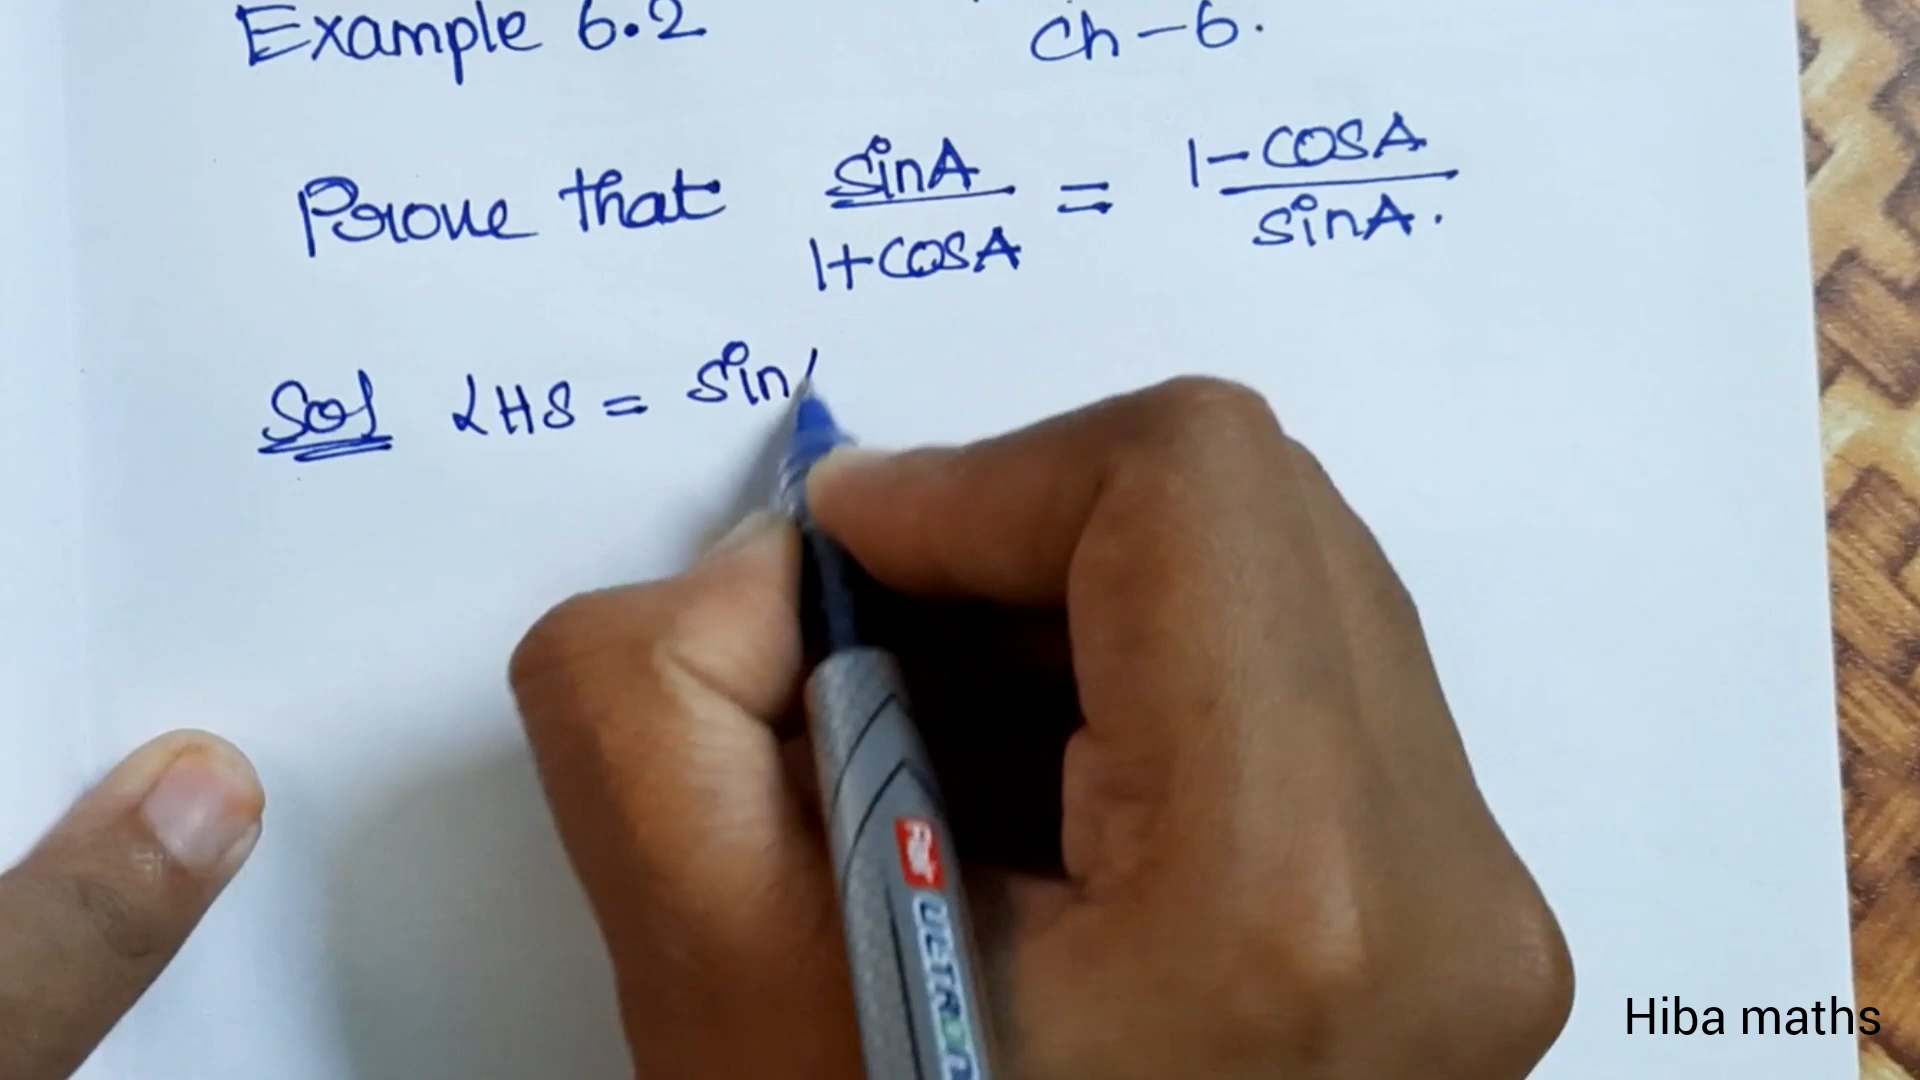 Example 6.2 Ch-6.
Prove that sinA/1+cosA = 1-cosA/sinA.
Sol LHS = sin
Hiba maths